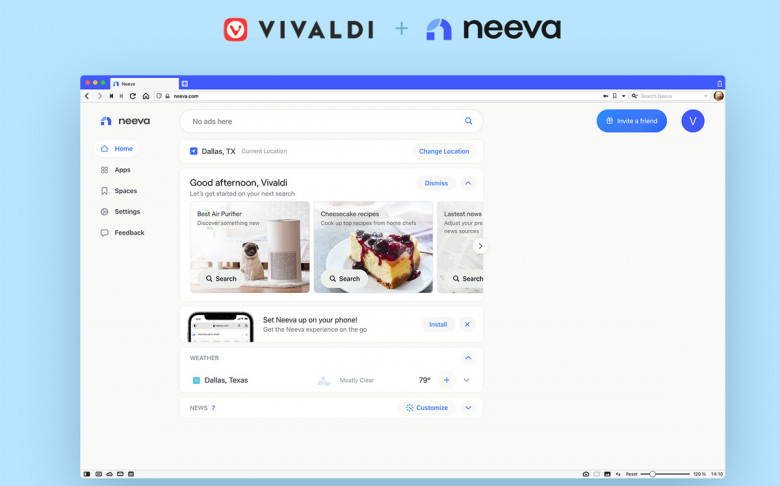 VIVALDI + neeva
Neeva
neeva.com
Search Neeva
neeva
No ads here
Invite a friend
V
Home
Apps
Spaces
Settings
Feedback
Dallas, TX Current Location Change Location
Good afternoon, Vivaldi
Let's get started on your next search
Dismiss
Best Air Purifier
Discover something new
Search
Cheesecake recipes
Cook up top recipes from home chefs
Search
Lastest news
Adjust your pre
news sources
Search
Set Neeva up on your phone!
Get the Neeva experience on the go
Install
WEATHER
Dallas, Texas Mostly Clear 79°
NEWS 7 Customize
Reset 120 % 14:10